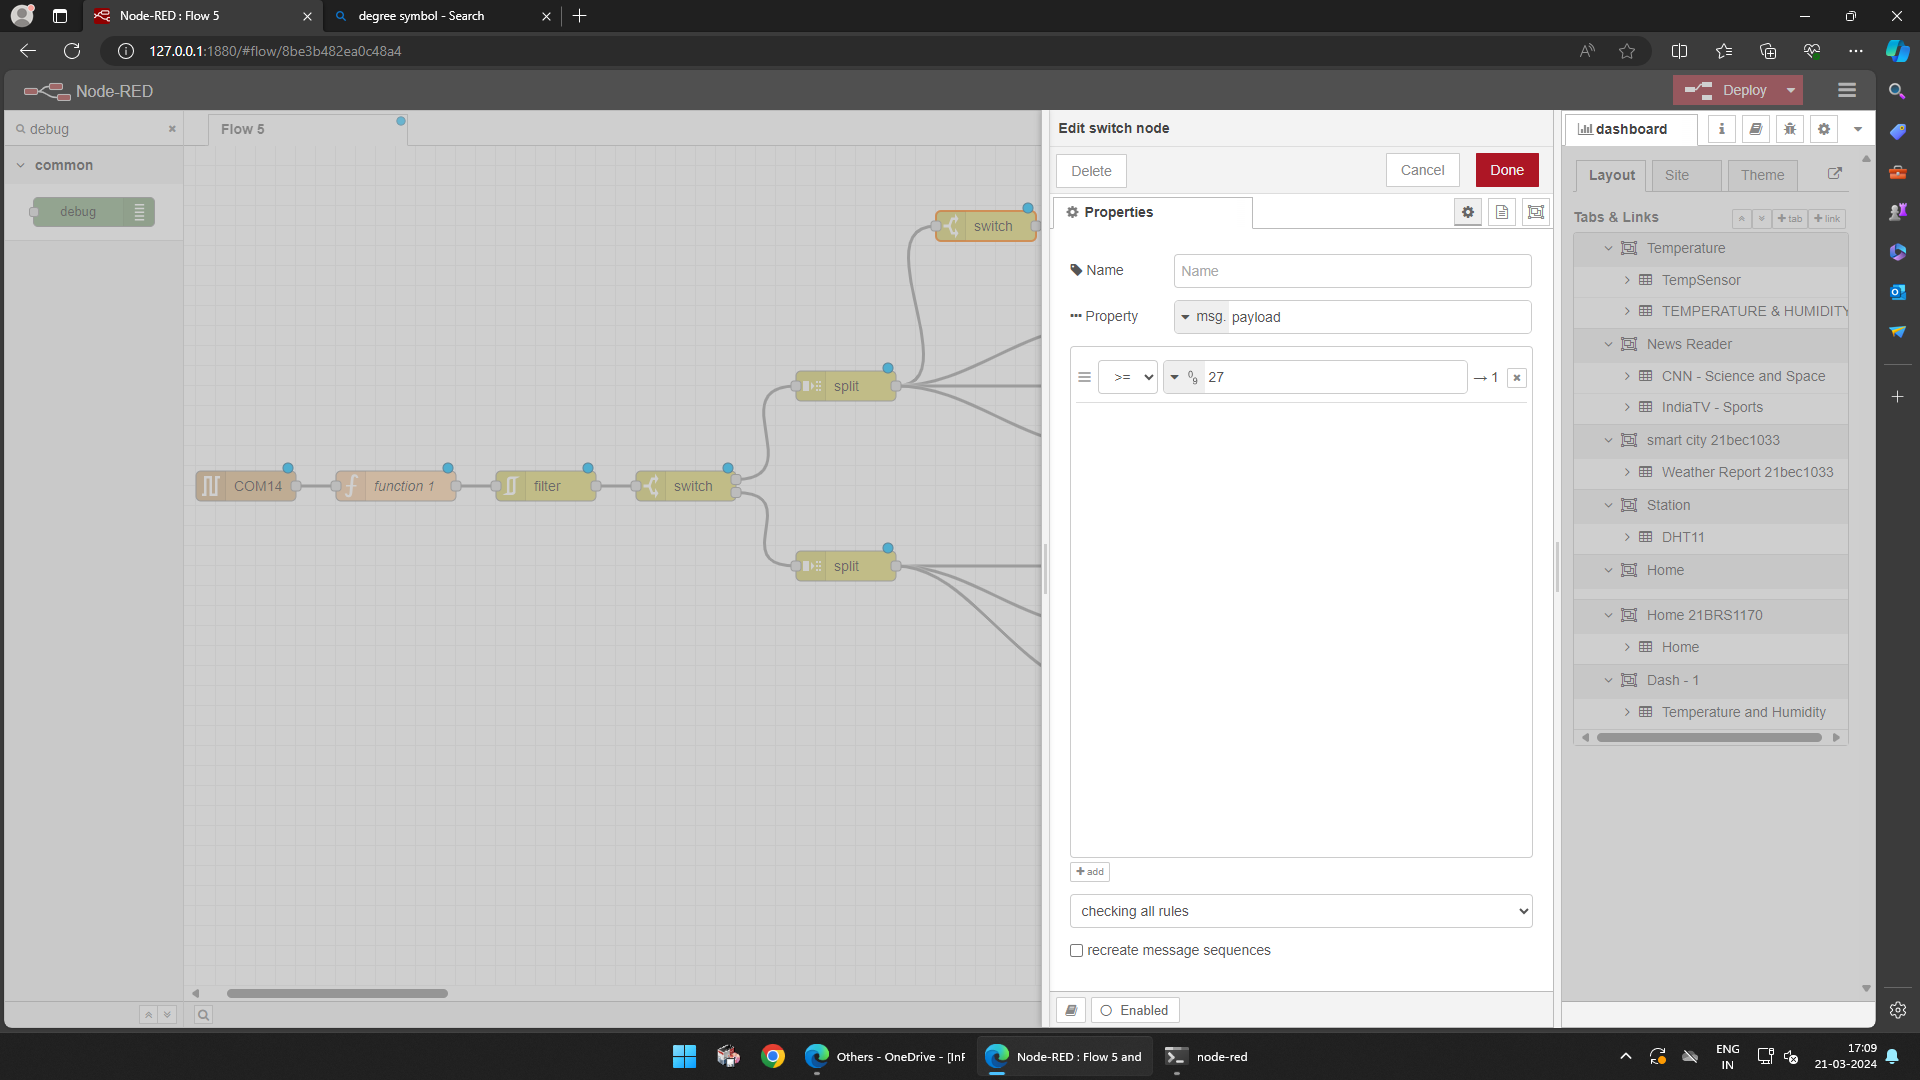 Node-RED : Flow 5
degree symbol - Search
127.0.0.1:1880/#flow/8be3b482ea0c48a4
Node-RED
Deploy
debug
Flow 5
common
debug
COM14
function 1
filter
switch
split
split
switch
Edit switch node
Delete
Cancel
Done
Properties
Name
Name
Property
msg. payload
>=
27
→ 1
add
checking all rules
recreate message sequences
Enabled
dashboard
Layout
Site
Theme
Tabs & Links
tab
link
Temperature
TempSensor
TEMPERATURE & HUMIDITY
News Reader
CNN - Science and Space
IndiaTV - Sports
smart city 21bec1033
Weather Report 21bec1033
Station
DHT11
Home
Home 21BRS1170
Home
Dash - 1
Temperature and Humidity
Others - OneDrive - [InF
Node-RED : Flow 5 and
node-red
ENG
IN
17:09
21-03-2024